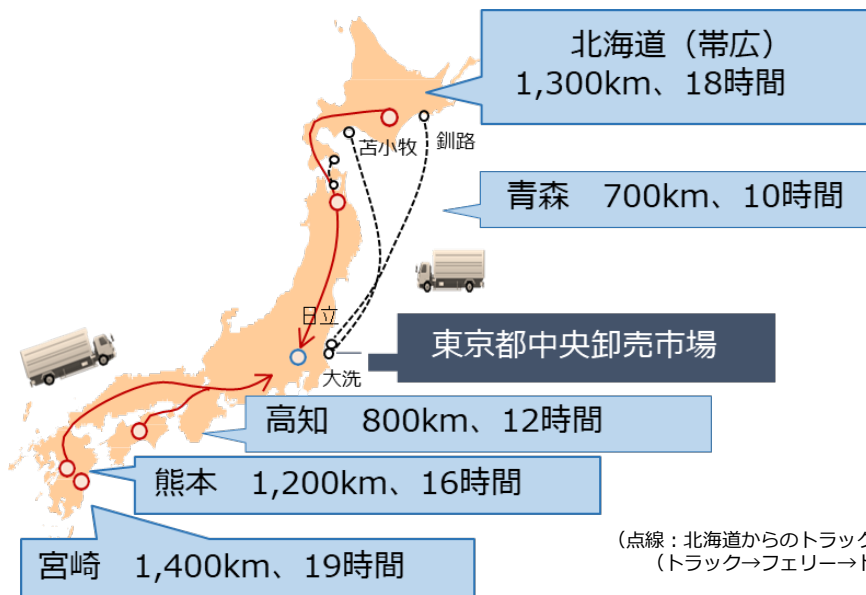 北海道（帯広）
1,300km、18時間
苫小牧
釧路
青森　700km、10時間
日立
東京都中央卸売市場
大洗
高知　800km、12時間
熊本　1,200km、16時間
（点線：北海道からのトラック
（トラック→フェリー→ト
宮崎　1,400km、19時間